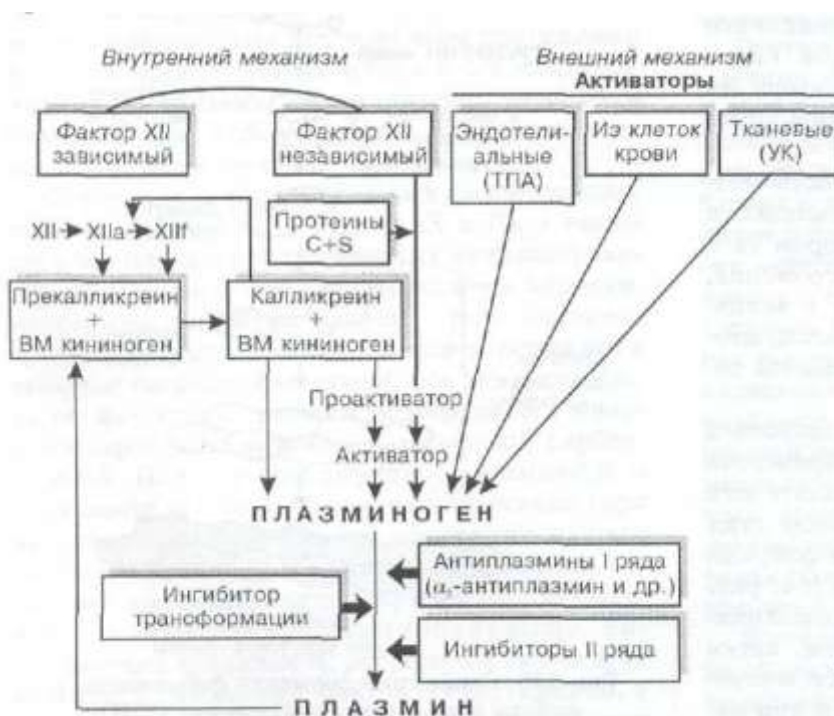 Внутренний механизм
Внешний механизм
Активаторы
Фактор XII
зависимый
Фактор XII
независимый
Эндотели-
альные
(ТПА)
Из клеток
крови
Тканевые
(УК)
Протеины
C+S
XII XIIa XIIf
Прекалликреин
+
ВМ кининоген
Калликреин
+
ВМ кининоген
Проактиватор
Активатор
ПЛАЗМИНОГЕН
Антиплазмины I ряда
(α₂-антиплазмин и др.)
Ингибитор
трансформации
Ингибиторы II ряда
ПЛАЗМИН